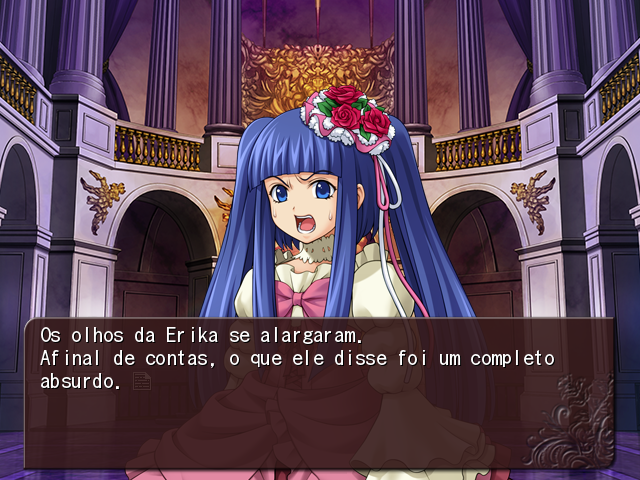 Os olhos da Erika se alargaram.
Afinal de contas, o que ele disse foi um completo
absurdo.